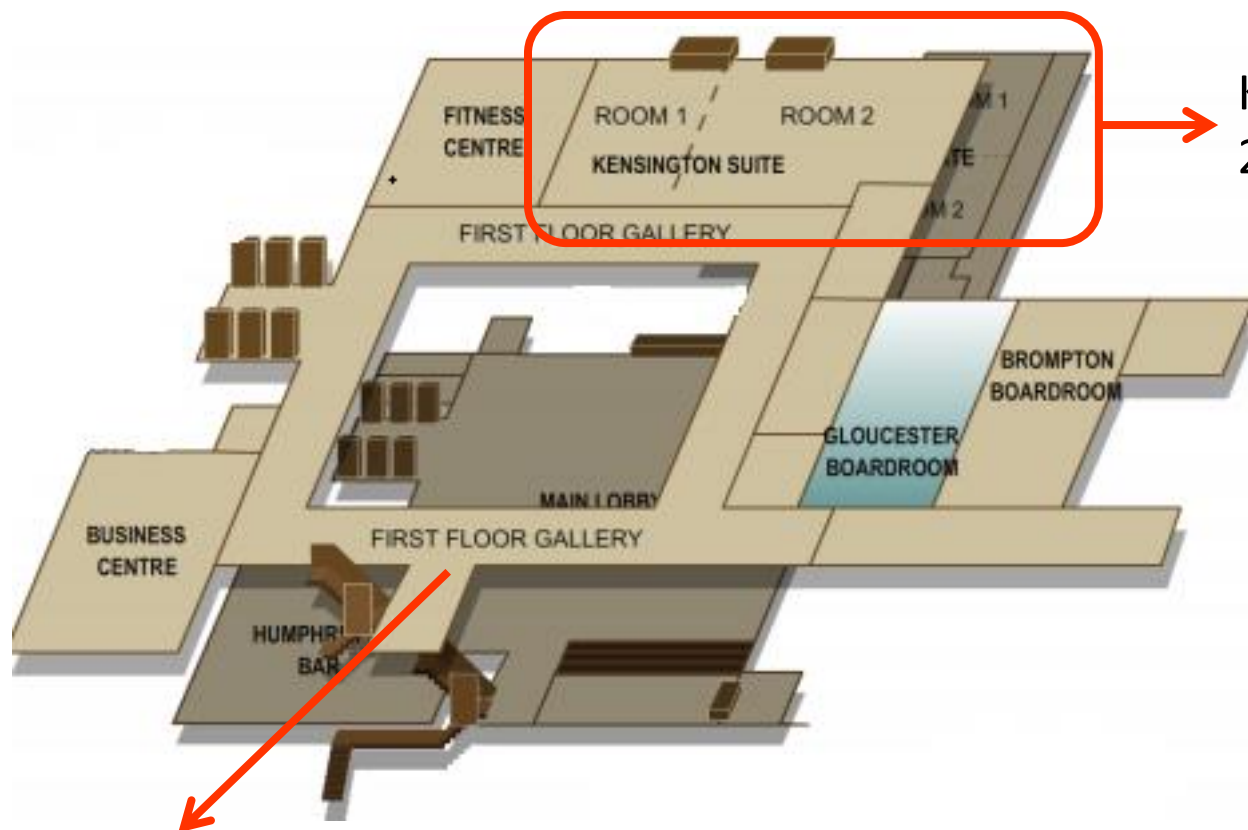 FITNESS
CENTRE
ROOM 1
ROOM 2
KENSINGTON SUITE
FIRST FLOOR GALLERY
BROMPTON
BOARDROOM
GLOUCESTER
BOARDROOM
MAIN LOBBY
FIRST FLOOR GALLERY
BUSINESS
CENTRE
BAR